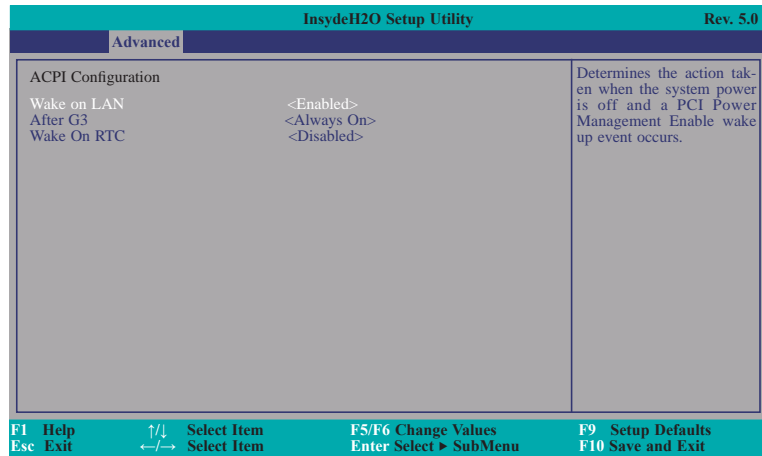 InsydeH2O Setup Utility Rev. 5.0
Advanced
ACPI Configuration
Wake on LAN <Enabled>
After G3 <Always On>
Wake On RTC <Disabled>
Determines the action tak-
en when the system power
is off and a PCI Power
Management Enable wake
up event occurs.
F1 Help ↑/↓ Select Item F5/F6 Change Values F9 Setup Defaults
Esc Exit ←/→ Select Item Enter Select ► SubMenu F10 Save and Exit